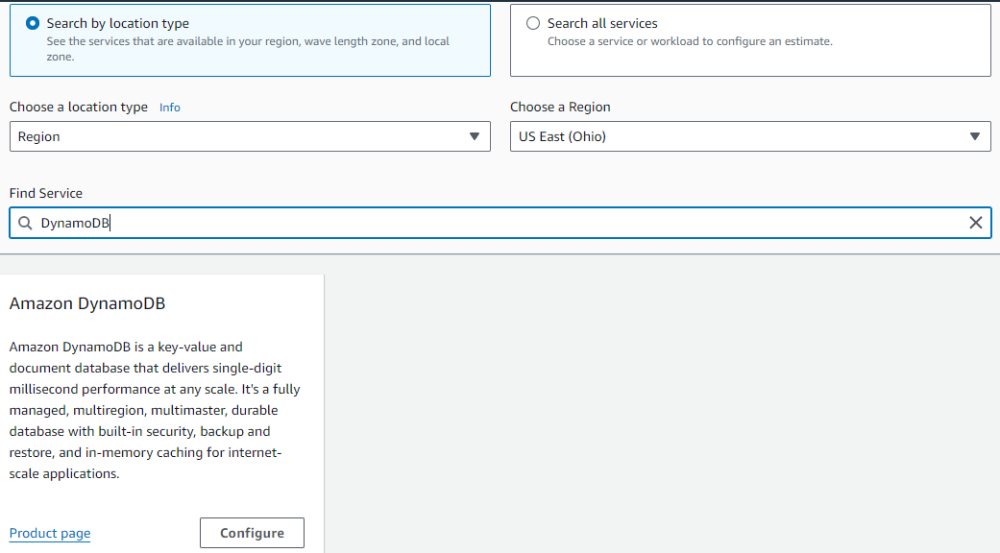 Search by location type
See the services that are available in your region, wave length zone, and local
zone.
Search all services
Choose a service or workload to configure an estimate.
Choose a location type Info
Region
Choose a Region
US East (Ohio)
Find Service
DynamoDB
Amazon DynamoDB
Amazon DynamoDB is a key-value and
document database that delivers single-digit
millisecond performance at any scale. It's a fully
managed, multiregion, multimaster, durable
database with built-in security, backup and
restore, and in-memory caching for internet-
scale applications.
Product page
Configure